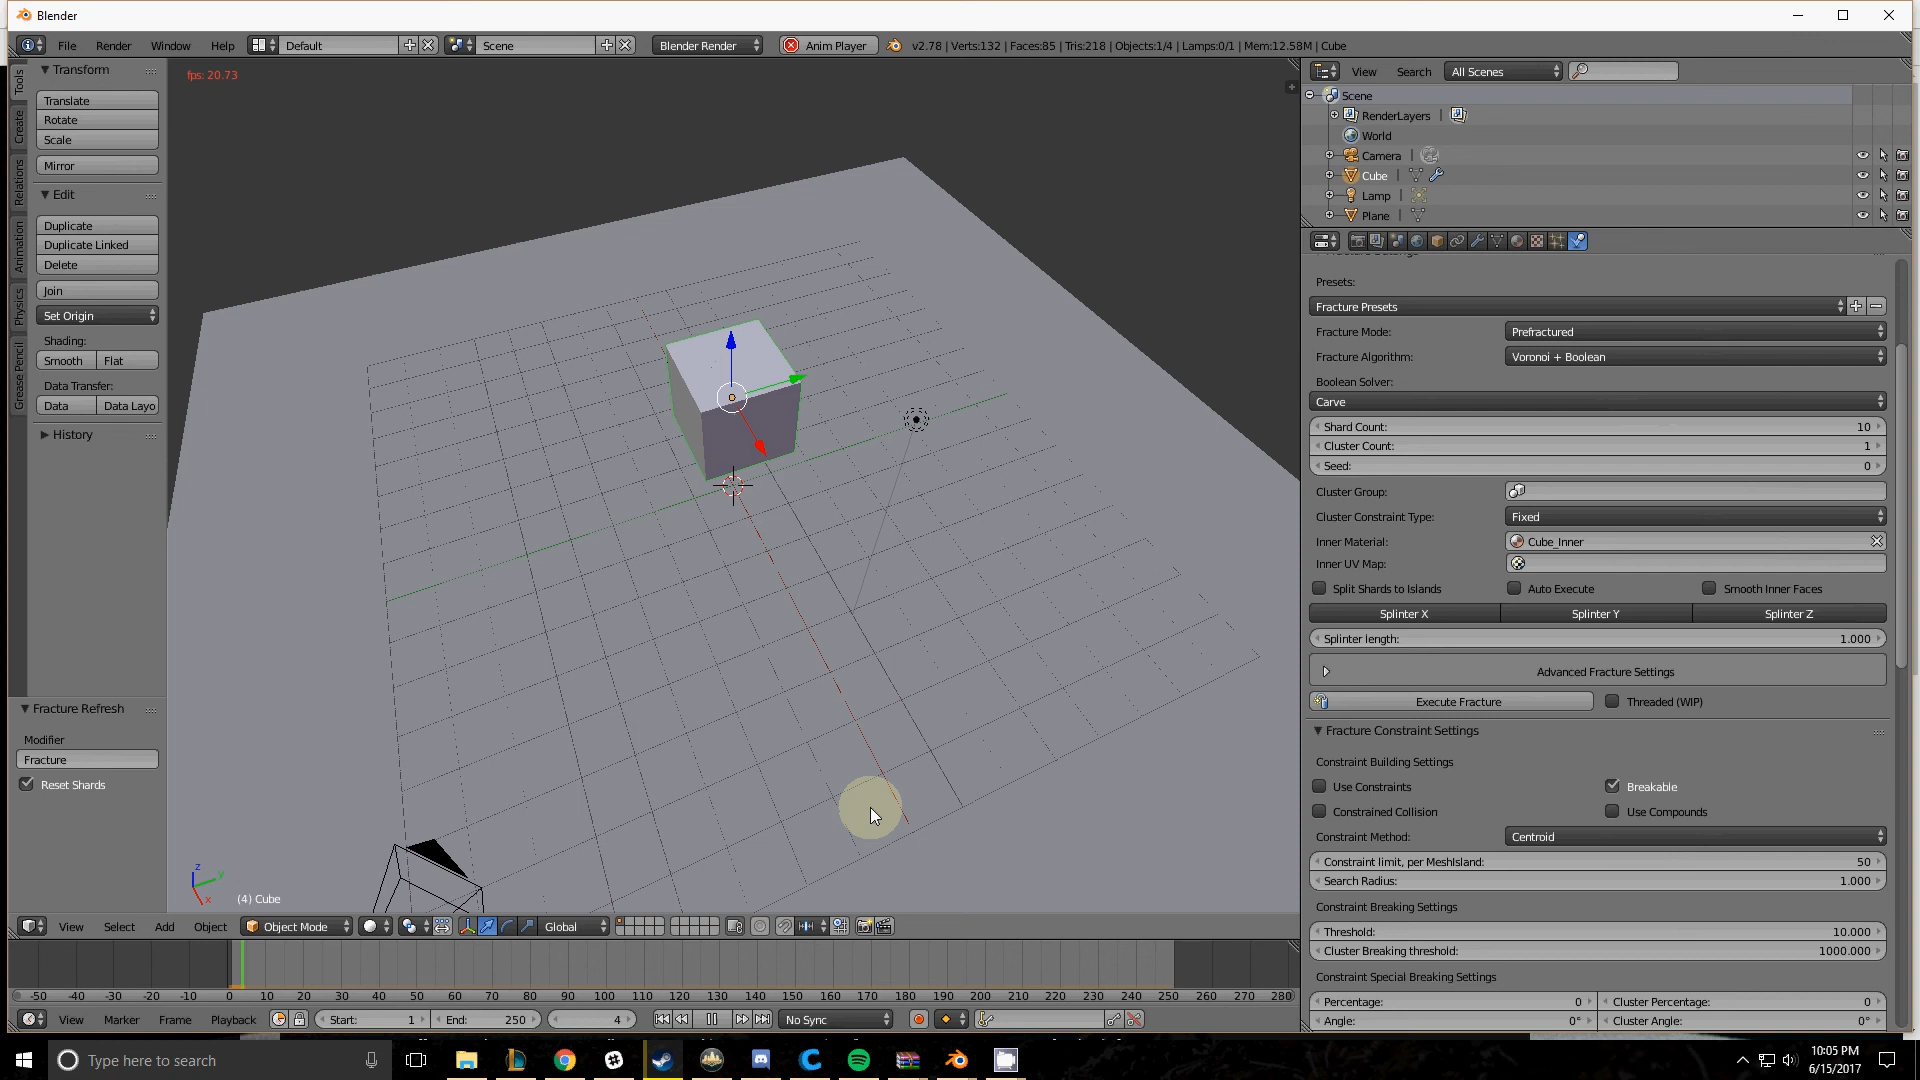 Blender
File Render Window Help Default Scene Blender Render Anim Player v2.78 | Verts:132 | Faces:85 | Tris:218 | Objects:1/4 | Lamps:0/1 | Mem:12.58M | Cube
fps: 20.73
Tools
Create
Relations
Animation
Physics
Grease Pencil
Transform
Translate
Rotate
Scale
Mirror
Edit
Duplicate
Duplicate Linked
Delete
Join
Set Origin
Shading:
Smooth Flat
Data Transfer:
Data Data Layo
History
Fracture Refresh
Modifier
Fracture
Reset Shards
z
y
x
(4) Cube
View Select Add Object Object Mode Global
-50 -40 -30 -20 -10 0 10 20 30 40 50 60 70 80 90 100 110 120 130 140 150 160 170 180 190 200 210 220 230 240 250 260 270 280
View Marker Frame Playback Start: 1 End: 250 4 No Sync
View Search All Scenes
Scene
RenderLayers
World
Camera
Cube
Lamp
Plane
Presets:
Fracture Presets
Fracture Mode: Prefractured
Fracture Algorithm: Voronoi + Boolean
Boolean Solver:
Carve
Shard Count: 10
Cluster Count: 1
Seed: 0
Cluster Group:
Cluster Constraint Type: Fixed
Inner Material: Cube_Inner
Inner UV Map:
Split Shards to Islands Auto Execute Smooth Inner Faces
Splinter X Splinter Y Splinter Z
Splinter length: 1.000
Advanced Fracture Settings
Execute Fracture Threaded (WIP)
Fracture Constraint Settings
Constraint Building Settings
Use Constraints Breakable
Constrained Collision Use Compounds
Constraint Method: Centroid
Constraint limit, per MeshIsland: 50
Search Radius: 1.000
Constraint Breaking Settings
Threshold: 10.000
Cluster Breaking threshold: 1000.000
Constraint Special Breaking Settings
Percentage: 0 Cluster Percentage: 0
Angle: 0° Cluster Angle: 0°
Type here to search
10:05 PM
6/15/2017